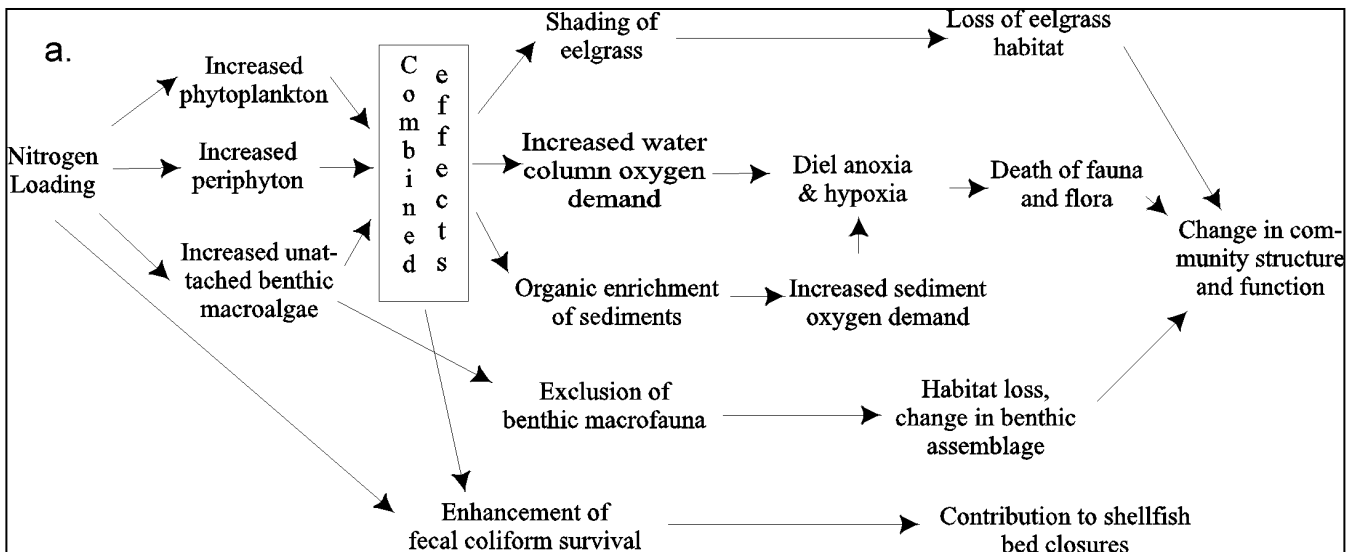 a.
Nitrogen
Loading
Increased
phytoplankton
Increased
periphyton
Increased unat-
tached benthic
macroalgae
Combined
effects
Shading of
eelgrass
Loss of eelgrass
habitat
Increased water
column oxygen
demand
Diel anoxia
& hypoxia
Death of fauna
and flora
Organic enrichment
of sediments
Increased sediment
oxygen demand
Change in com-
munity structure
and function
Exclusion of
benthic macrofauna
Habitat loss,
change in benthic
assemblage
Enhancement of
fecal coliform survival
Contribution to shellfish
bed closures